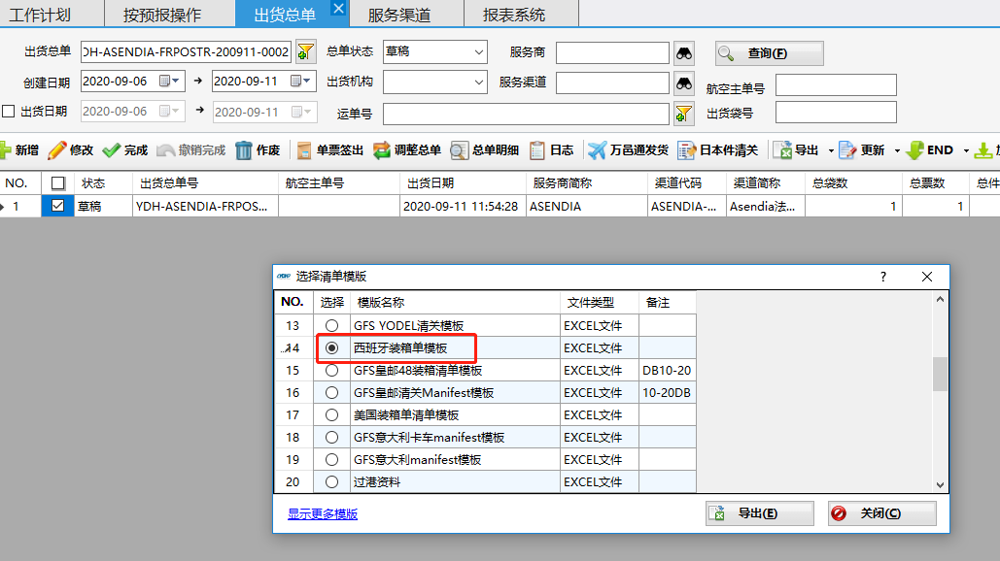 工作计划 按预报操作 出货总单 服务渠道 报表系统
出货总单 DH-ASENDIA-FRPOSTR-200911-0002 总单状态 草稿 服务商 查询(F)
创建日期 2020-09-06 → 2020-09-11 出货机构 服务渠道 航空主单号
出货日期 2020-09-06 → 2020-09-11 运单号 出货袋号
新增 修改 完成 撤销完成 作废 单票签出 调整总单 总单明细 日志 万邑通发货 日本件清关 导出 更新 END
NO. 状态 出货总单号 航空主单号 出货日期 服务商简称 渠道代码 渠道简称 总袋数 总票数 总件
1 草稿 YDH-ASENDIA-FRPOS... 2020-09-11 11:54:28 ASENDIA ASENDIA-... Asendia法... 1 1
选择清单模版 ?
NO. 选择 模版名称 文件类型 备注
13 GFS YODEL清关模板 EXCEL文件
14 西班牙装箱单模板 EXCEL文件
15 GFS皇邮48装箱清单模板 EXCEL文件 DB10-20
16 GFS皇邮清关Manifest模板 EXCEL文件 10-20DB
17 美国装箱单清单模板 EXCEL文件
18 GFS意大利卡车manifest模板 EXCEL文件
19 GFS意大利manifest模板 EXCEL文件
20 过港资料 EXCEL文件
显示更多模版 导出(E) 关闭(C)